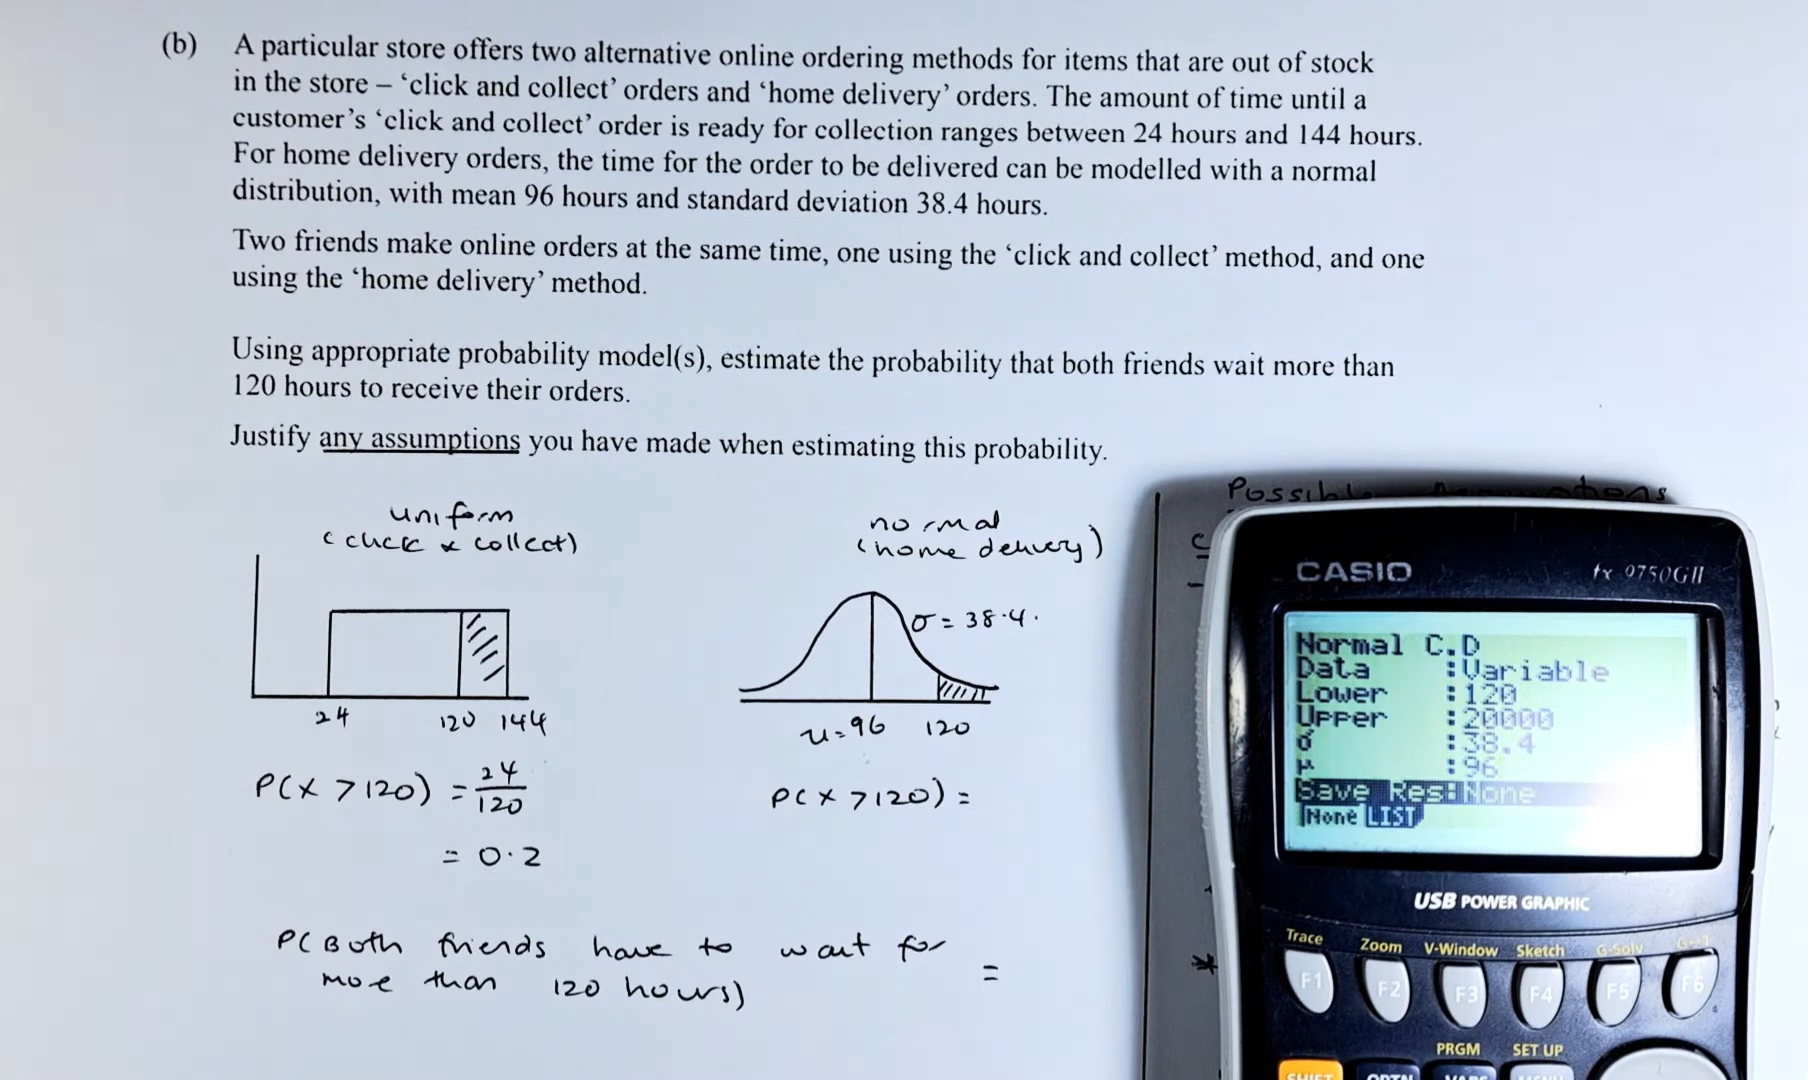 (b) A particular store offers two alternative online ordering methods for items that are out of stock
in the store – ‘click and collect’ orders and ‘home delivery’ orders. The amount of time until a
customer’s ‘click and collect’ order is ready for collection ranges between 24 hours and 144 hours.
For home delivery orders, the time for the order to be delivered can be modelled with a normal
distribution, with mean 96 hours and standard deviation 38.4 hours.
Two friends make online orders at the same time, one using the ‘click and collect’ method, and one
using the ‘home delivery’ method.
Using appropriate probability model(s), estimate the probability that both friends wait more than
120 hours to receive their orders.
Justify any assumptions you have made when estimating this probability.
uniform
(click & collect)
24 120 144
P(X > 120) = 24/120
= 0.2
normal
(home delivery)
σ = 38.4.
μ=96 120
P(X > 120) =
P(Both friends have to wait for
more than 120 hours) =
CASIO fx-9750GII
Normal C.D
Data :Variable
Lower :120
Upper :20000
σ :38.4
μ :96
Save Res:None
None LIST
USB POWER GRAPHIC
Trace Zoom V-Window Sketch G-Solv
F1 F2 F3 F4 F5 F6
PRGM SET UP
SHIFT OPTN VARS MENU